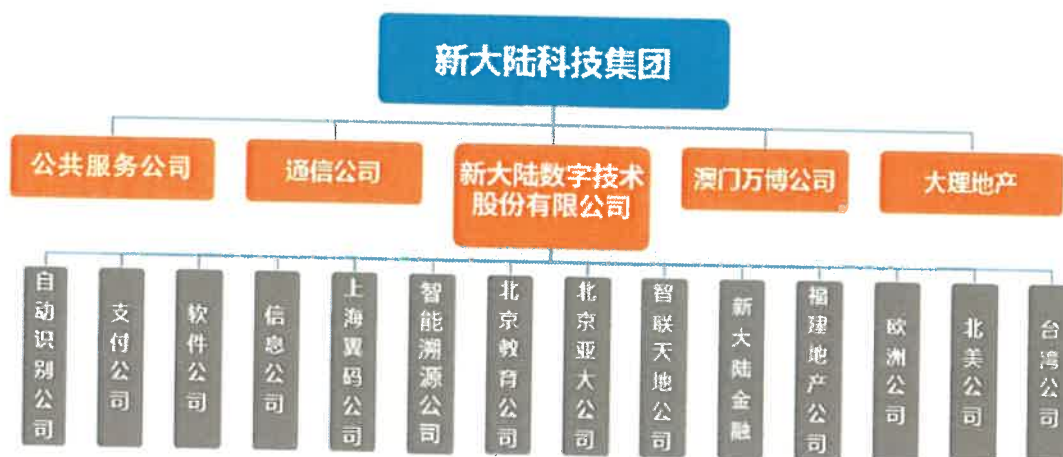 新大陆科技集团
公共服务公司
通信公司
新大陆数字技术
股份有限公司
澳门万博公司
大理地产
自动识别公司
支付公司
软件公司
信息公司
上海翼码公司
智能溯源公司
北京教育公司
北京亚大公司
智联天地公司
新大陆金融
福建地产公司
欧洲公司
北美公司
台湾公司